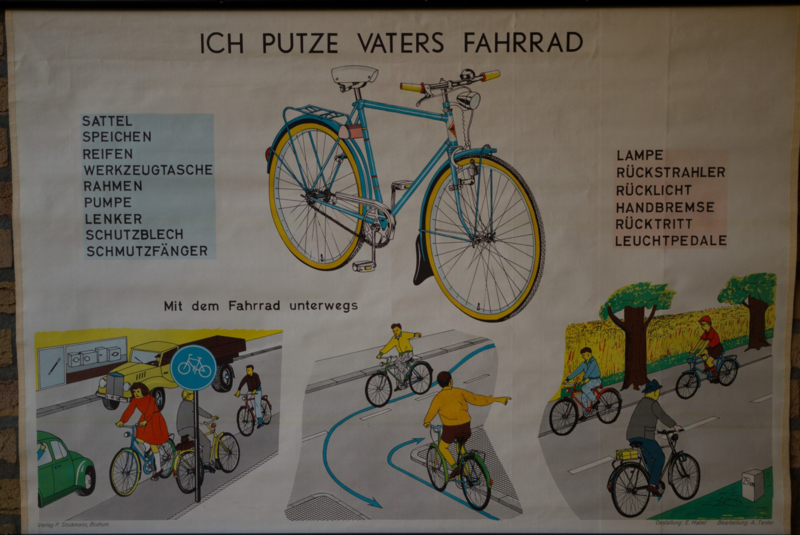 ICH PUTZE VATERS FAHRRAD
SATTEL
SPEICHEN
REIFEN
WERKZEUGTASCHE
RAHMEN
PUMPE
LENKER
SCHUTZBLECH
SCHMUTZFÄNGER
LAMPE
RÜCKSTRAHLER
RÜCKLICHT
HANDBREMSE
RÜCKTRITT
LEUCHTPEDALE
Mit dem Fahrrad unterwegs
Verlag F.